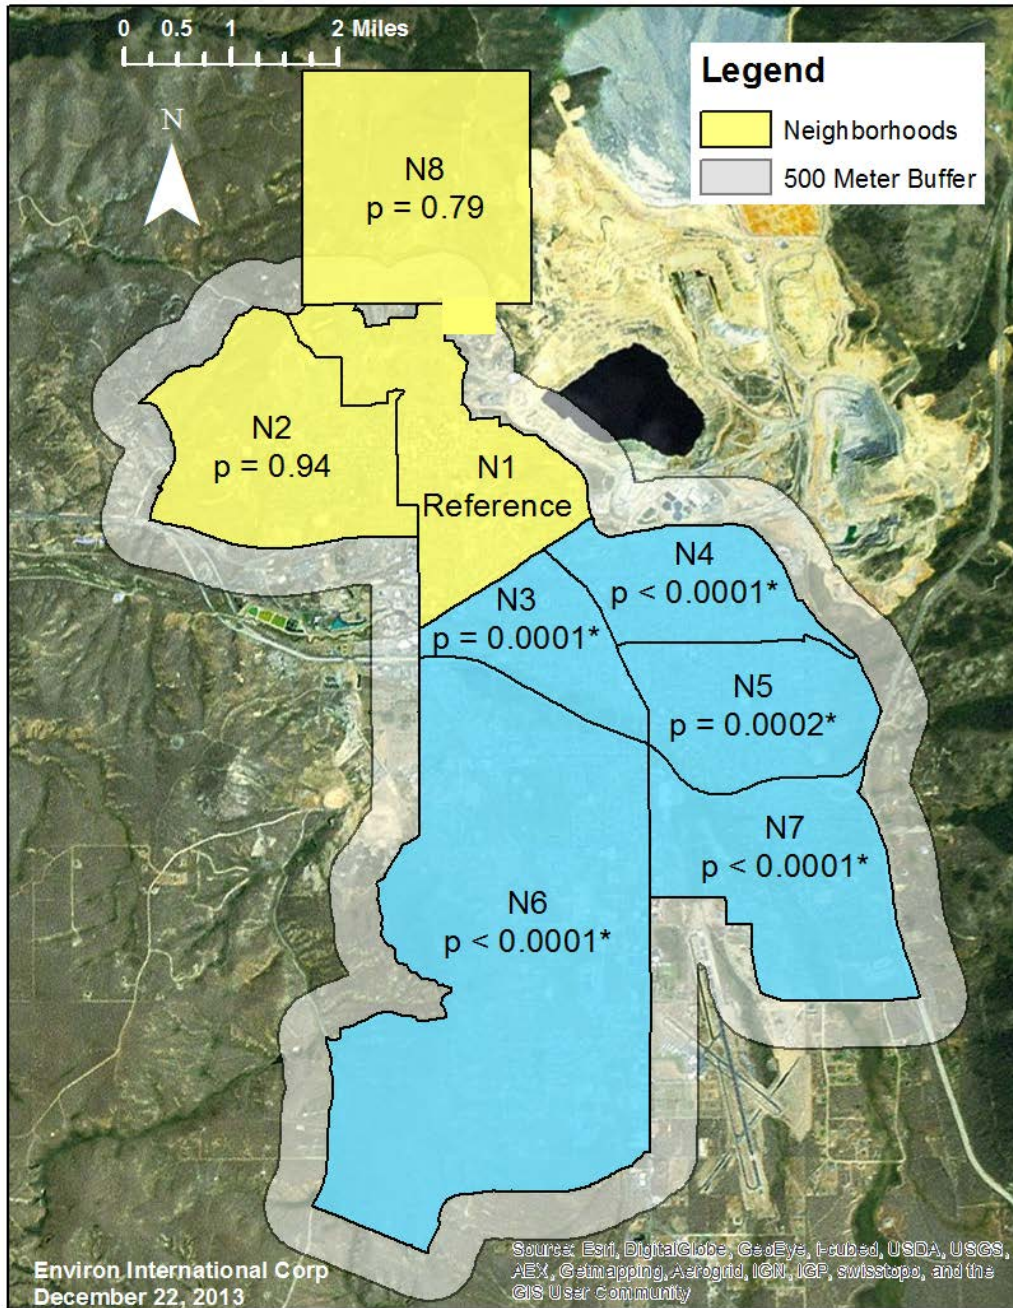 0 0.5 1 2 Miles
N
Legend
Neighborhoods
500 Meter Buffer
N8
p = 0.79
N2
p = 0.94
N1
Reference
N4
p < 0.0001*
N3
p = 0.0001*
N5
p = 0.0002*
N7
p < 0.0001*
N6
p < 0.0001*
Environ International Corp
December 22, 2013
Source: Esri, DigitalGlobe, GeoEye, i-cubed, USDA, USGS,
AEX, Getmapping, Aerogrid, IGN, IGP, swisstopo, and the
GIS User Community